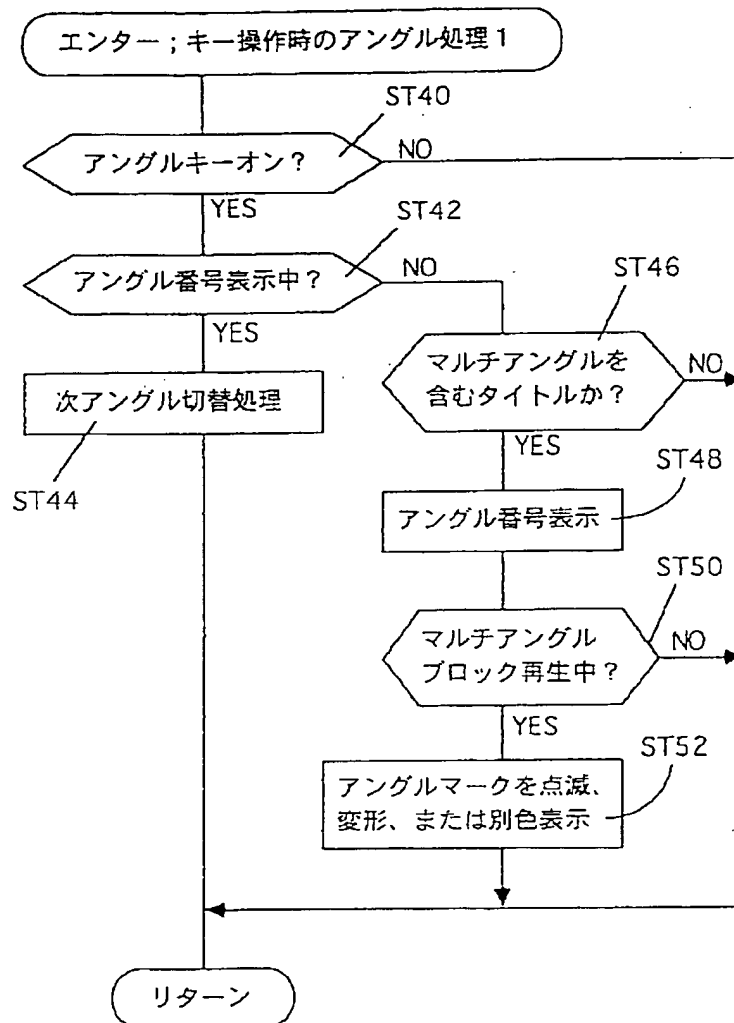 エンター；キー操作時のアングル処理１
ST40
アングルキーオン？
NO
YES
ST42
アングル番号表示中？
NO
YES
ST46
マルチアングルを
含むタイトルか？
NO
YES
次アングル切替処理
ST44
ST48
アングル番号表示
ST50
マルチアングル
ブロック再生中？
NO
YES
ST52
アングルマークを点滅、
変形、または別色表示
リターン